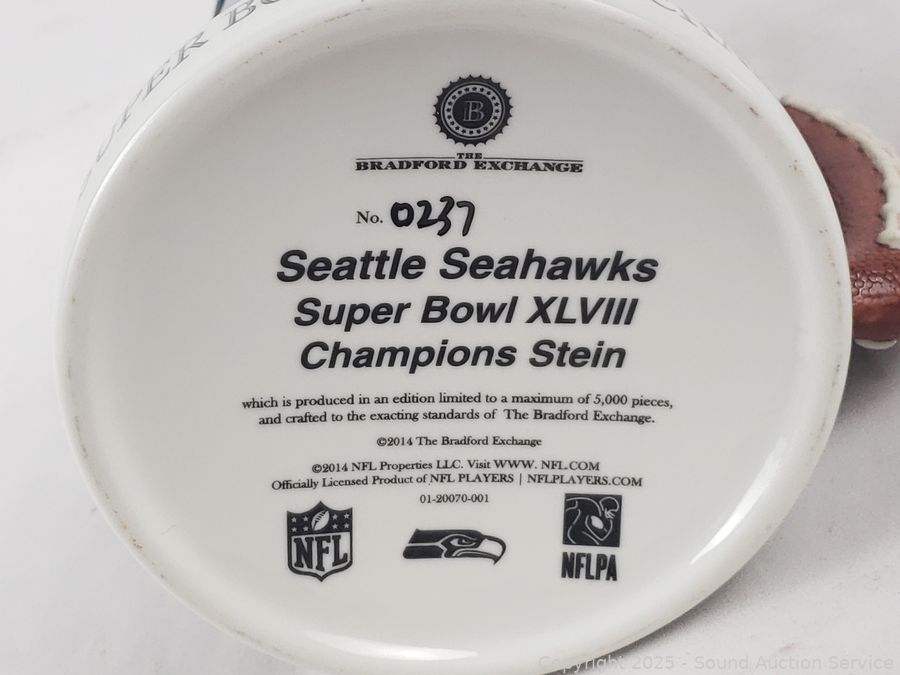 SUPER BO
B
THE
BRADFORD EXCHANGE
No. 0237
Seattle Seahawks
Super Bowl XLVIII
Champions Stein
which is produced in an edition limited to a maximum of 5,000 pieces,
and crafted to the exacting standards of The Bradford Exchange.
©2014 The Bradford Exchange
©2014 NFL Properties LLC. Visit WWW. NFL.COM
Officially Licensed Product of NFL PLAYERS | NFLPLAYERS.COM
01-20070-001
NFL
NFLPA
Copyright 2025 - Sound Auction Service